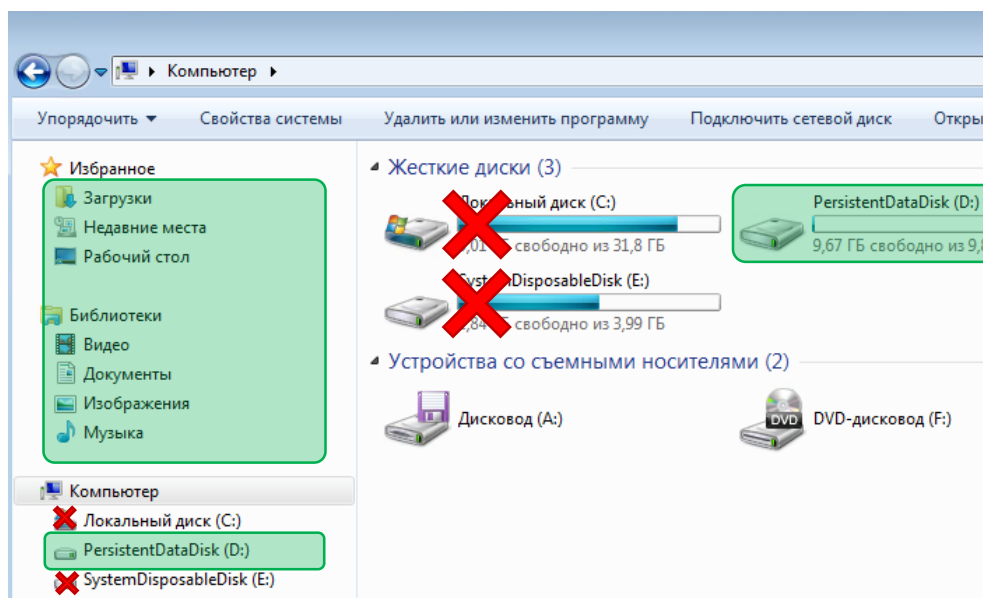 Компьютер
Упорядочить Свойства системы Удалить или изменить программу Подключить сетевой диск
Избранное
Загрузки
Недавние места
Рабочий стол
Библиотеки
Видео
Документы
Изображения
Музыка
Компьютер
Локальный диск (C:)
PersistentDataDisk (D:)
SystemDisposableDisk (E:)
Жесткие диски (3)
Локальный диск (C:)
свободно из 31,8 ГБ
PersistentDataDisk (D:)
9,67 ГБ свободно из
SystemDisposableDisk (E:)
свободно из 3,99 ГБ
Устройства со съемными носителями (2)
Дисковод (A:)
DVD
DVD-дисковод (F:)